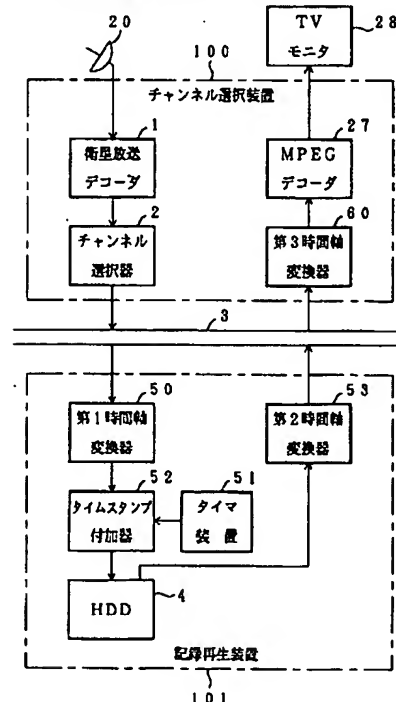 20
TV
モニタ
28
100
チャンネル選択装置
1
衛星放送
デコーダ
27
MPEG
デコーダ
2
チャンネル
選択器
60
第3時間軸
変換器
3
50
第1時間軸
変換器
53
第2時間軸
変換器
52
タイムスタンプ
付加器
51
タイマ
装置
HDD
4
記録再生装置
101